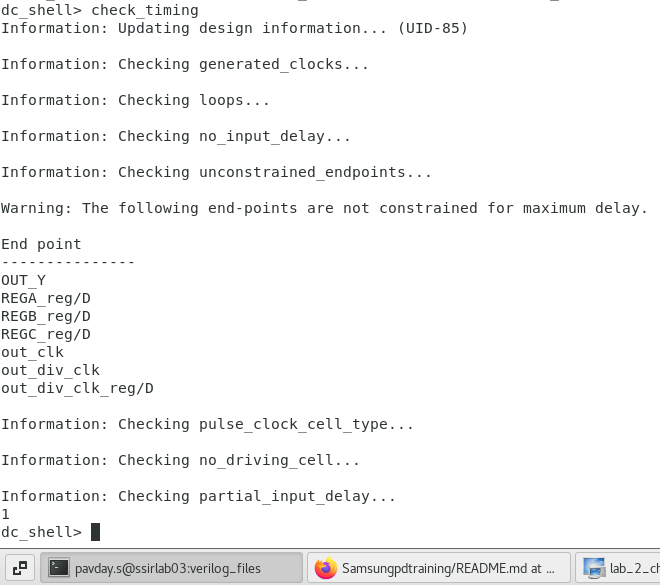 dc_shell> check_timing
Information: Updating design information... (UID-85)
Information: Checking generated_clocks...
Information: Checking loops...
Information: Checking no_input_delay...
Information: Checking unconstrained_endpoints...
Warning: The following end-points are not constrained for maximum delay.
End point
---------------
OUT_Y
REGA_reg/D
REGB_reg/D
REGC_reg/D
out_clk
out_div_clk
out_div_clk_reg/D
Information: Checking pulse_clock_cell_type...
Information: Checking no_driving_cell...
Information: Checking partial_input_delay...
1
dc_shell>
pavday.s@ssirlab03:verilog_files
Samsungpdtraining/README.md at ...
lab_2_ch